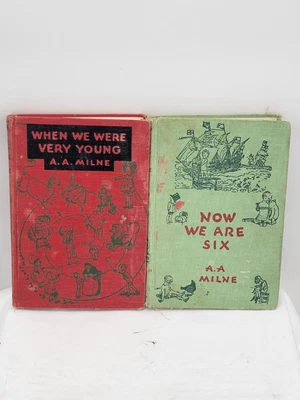 WHEN WE WERE
VERY YOUNG
A.A. MILNE
NOW
WE ARE
SIX
A.A
MILNE